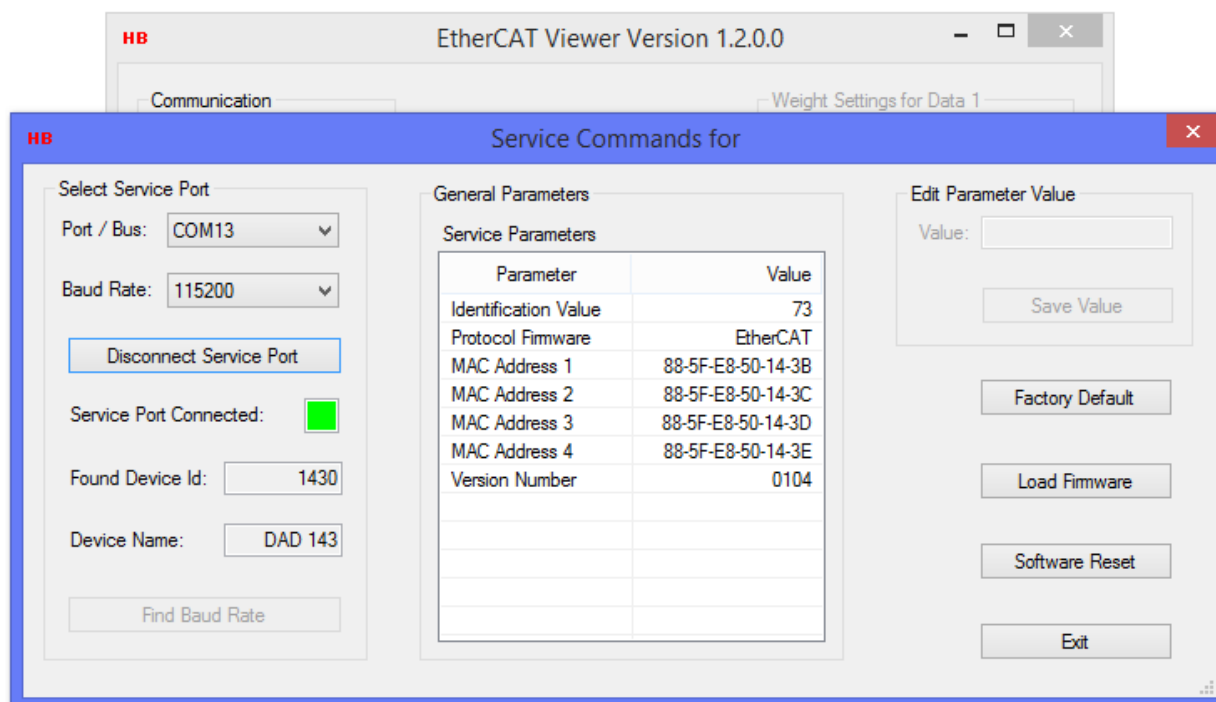 HB
EtherCAT Viewer Version 1.2.0.0
Communication
Weight Settings for Data 1
HB
Service Commands for
Select Service Port
Port / Bus: COM13
Baud Rate: 115200
Disconnect Service Port
Service Port Connected:
Found Device Id: 1430
Device Name: DAD 143
Find Baud Rate
General Parameters
Service Parameters
Parameter Value
Identification Value 73
Protocol Firmware EtherCAT
MAC Address 1 88-5F-E8-50-14-3B
MAC Address 2 88-5F-E8-50-14-3C
MAC Address 3 88-5F-E8-50-14-3D
MAC Address 4 88-5F-E8-50-14-3E
Version Number 0104
Edit Parameter Value
Value:
Save Value
Factory Default
Load Firmware
Software Reset
Exit